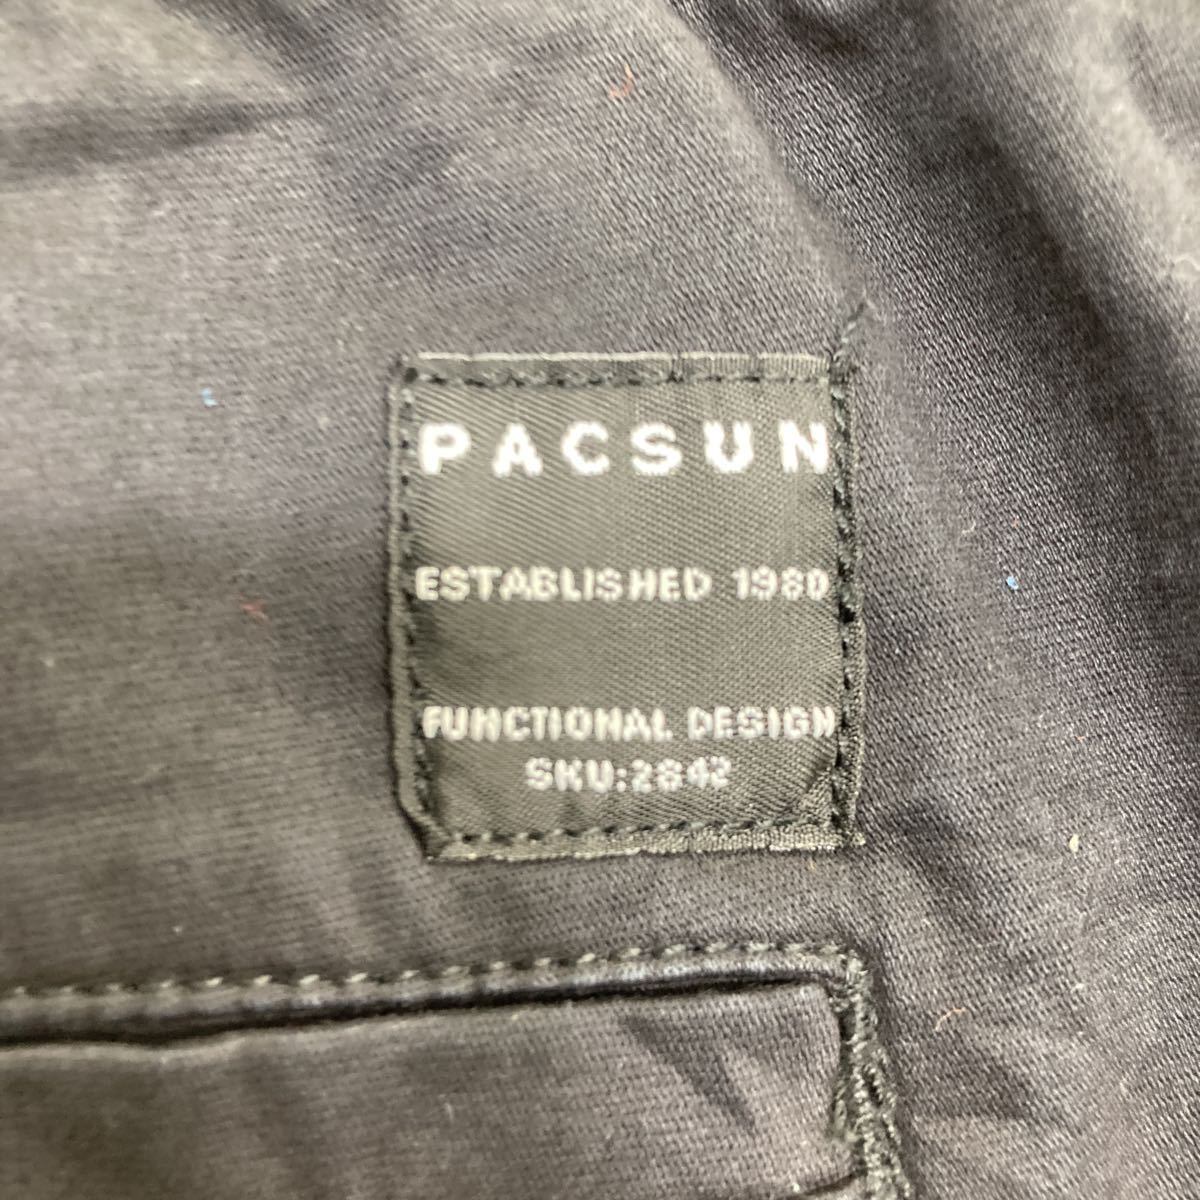 PACSUN
ESTABLISHED 1980
FUNCTIONAL DESIGN
SKU:2842